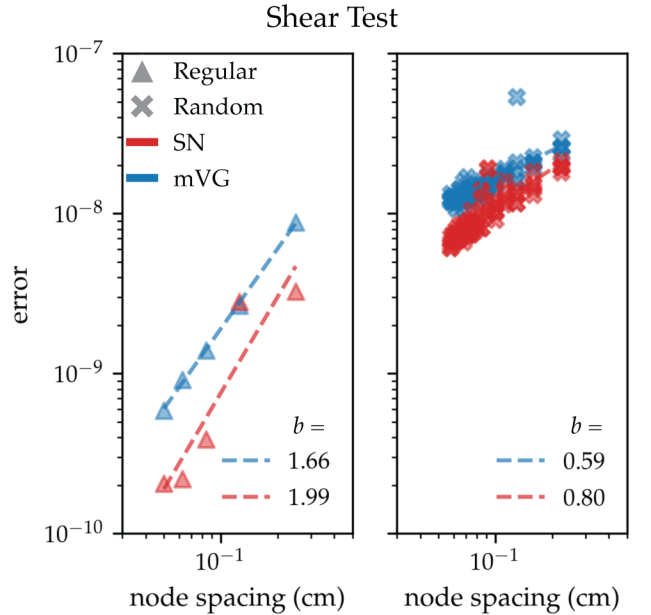 Shear Test
error
10⁻⁷
10⁻⁸
10⁻⁹
10⁻¹⁰
Regular
Random
SN
mVG
b =
1.66
1.99
10⁻¹
node spacing (cm)
b =
0.59
0.80
10⁻¹
node spacing (cm)